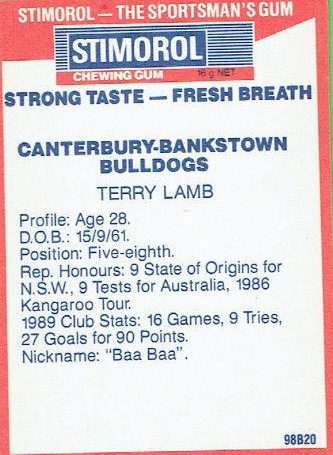 STIMOROL — THE SPORTSMAN'S GUM
STIMOROL
CHEWING GUM 16 g NET
STRONG TASTE — FRESH BREATH
CANTERBURY-BANKSTOWN
BULLDOGS
TERRY LAMB
Profile: Age 28.
D.O.B.: 15/9/61.
Position: Five-eighth.
Rep. Honours: 9 State of Origins for
N.S.W., 9 Tests for Australia, 1986
Kangaroo Tour.
1989 Club Stats: 16 Games, 9 Tries,
27 Goals for 90 Points.
Nickname: "Baa Baa".
98B20